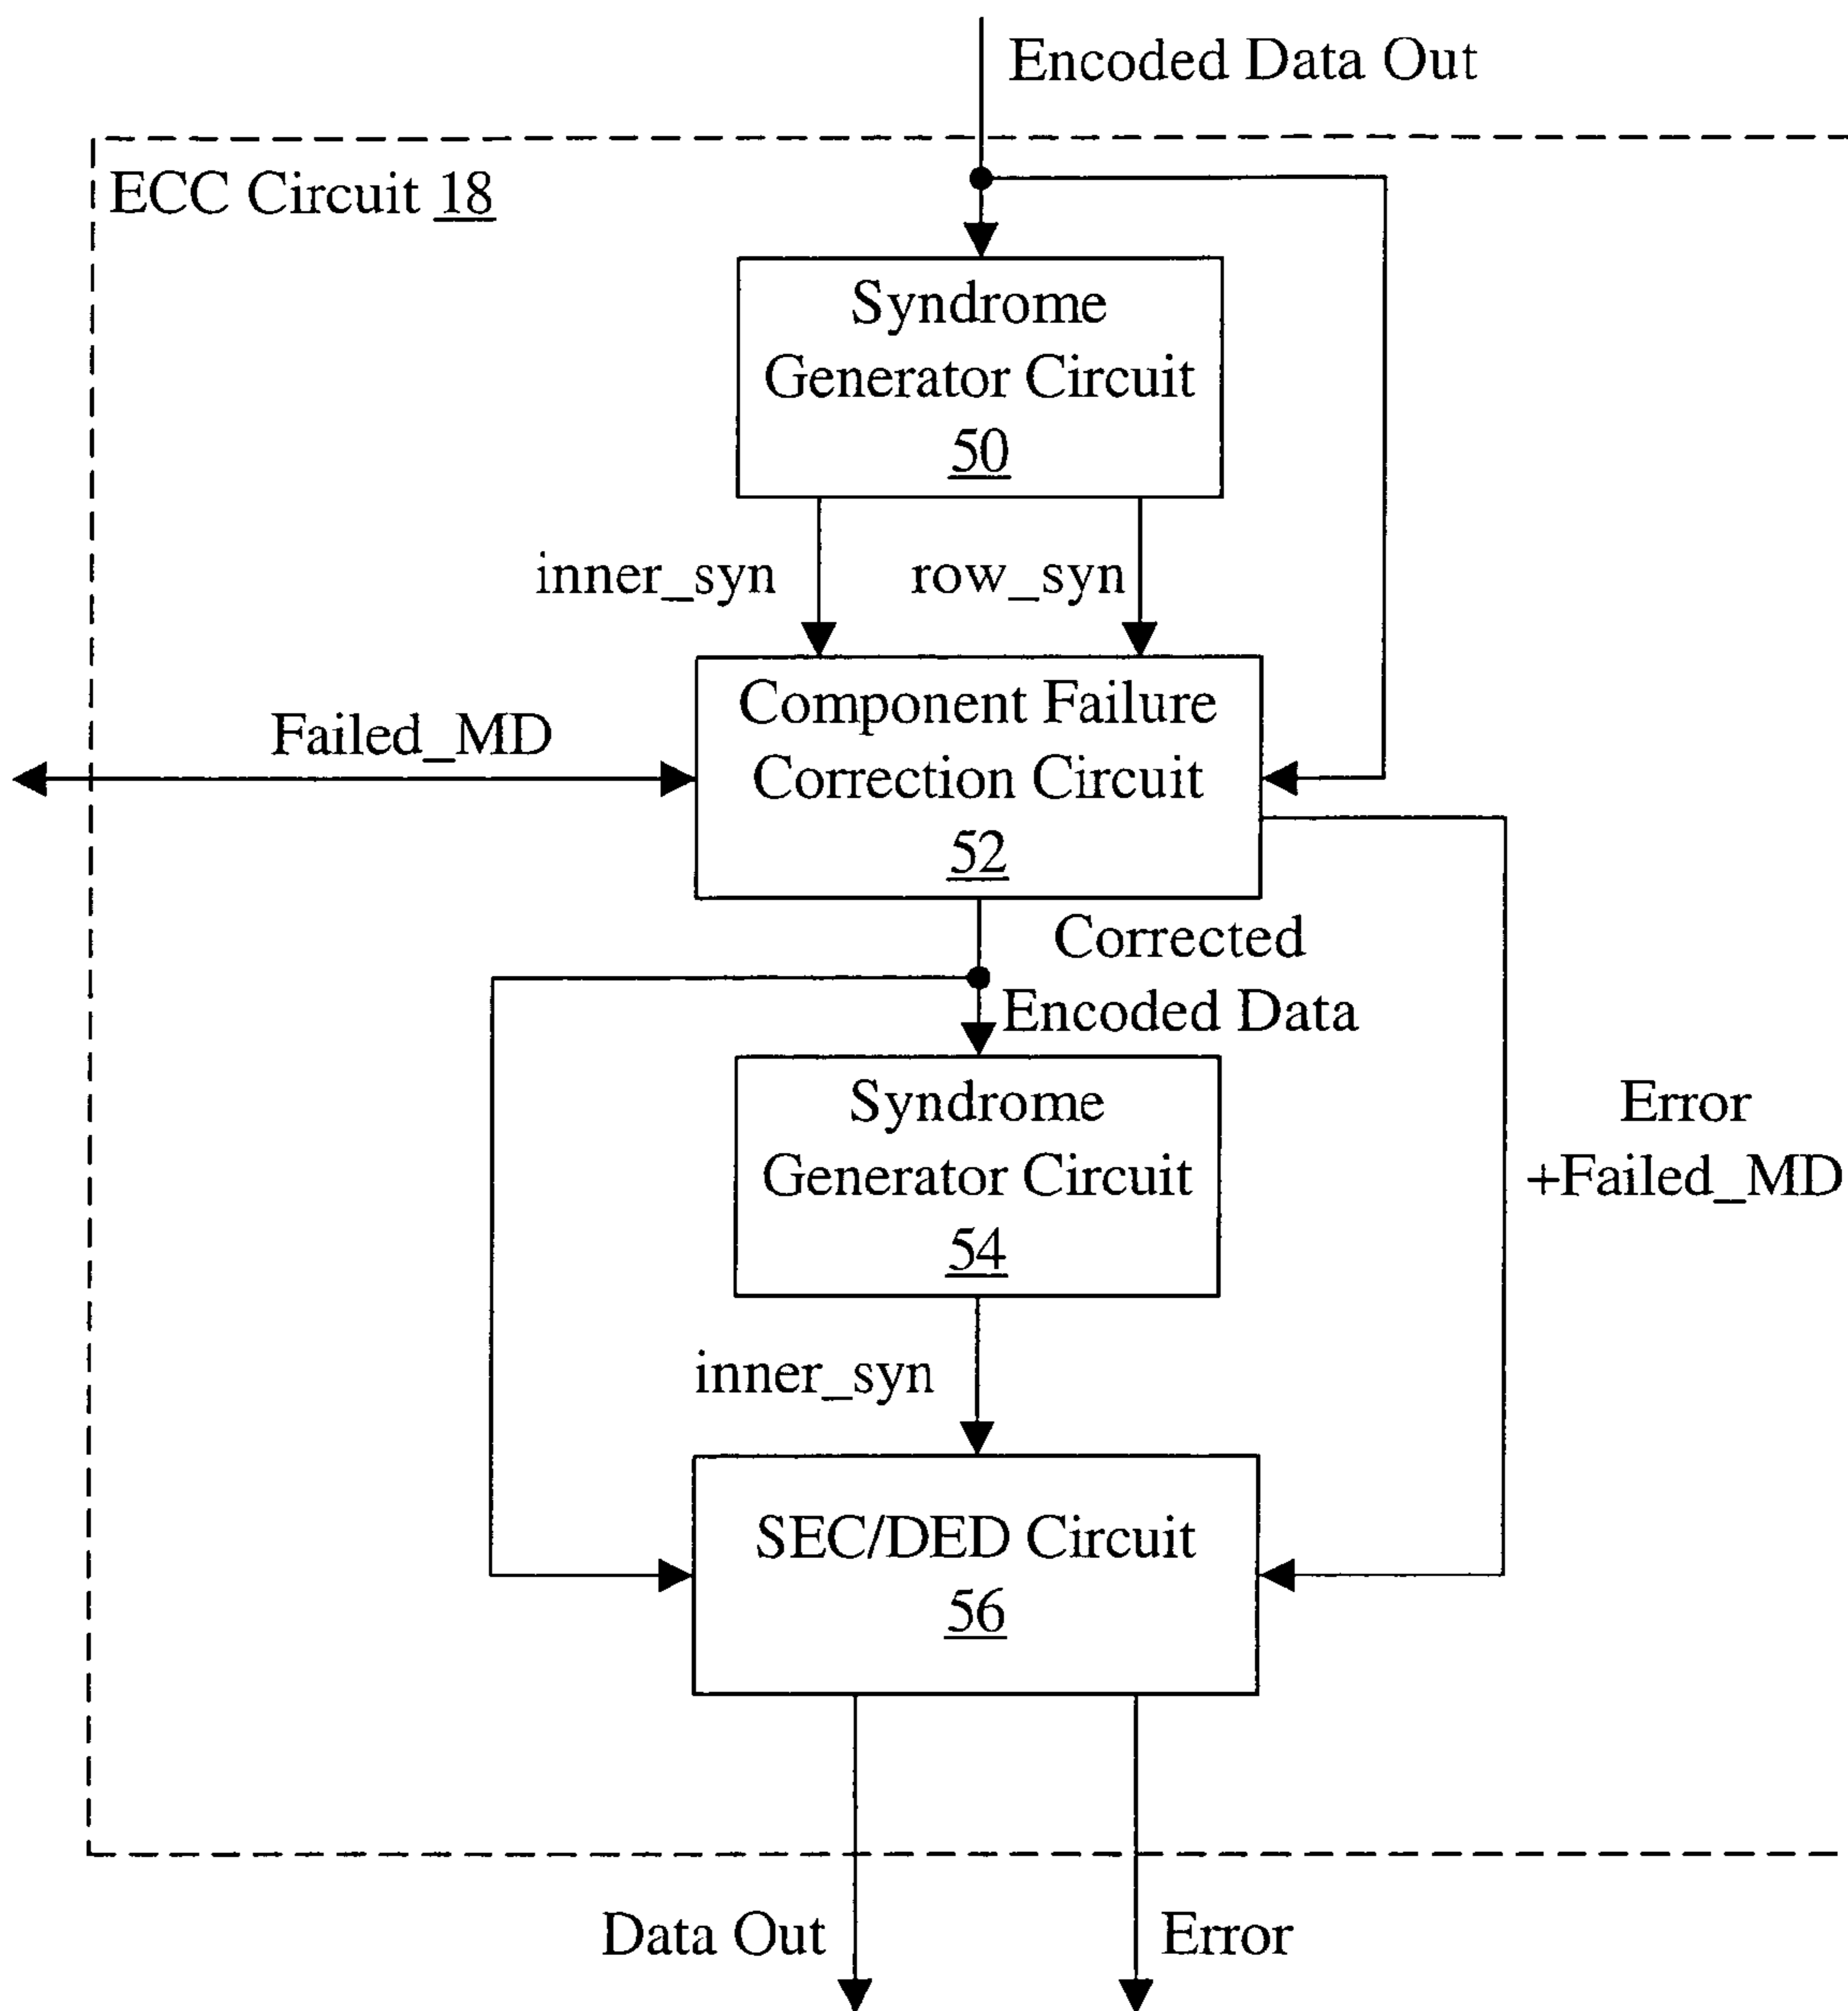 Encoded Data Out
ECC Circuit 18
Syndrome
Generator Circuit
50
inner_syn
row_syn
Component Failure
Correction Circuit
52
Failed_MD
Corrected
Encoded Data
Syndrome
Generator Circuit
54
Error
+Failed_MD
inner_syn
SEC/DED Circuit
56
Data Out
Error